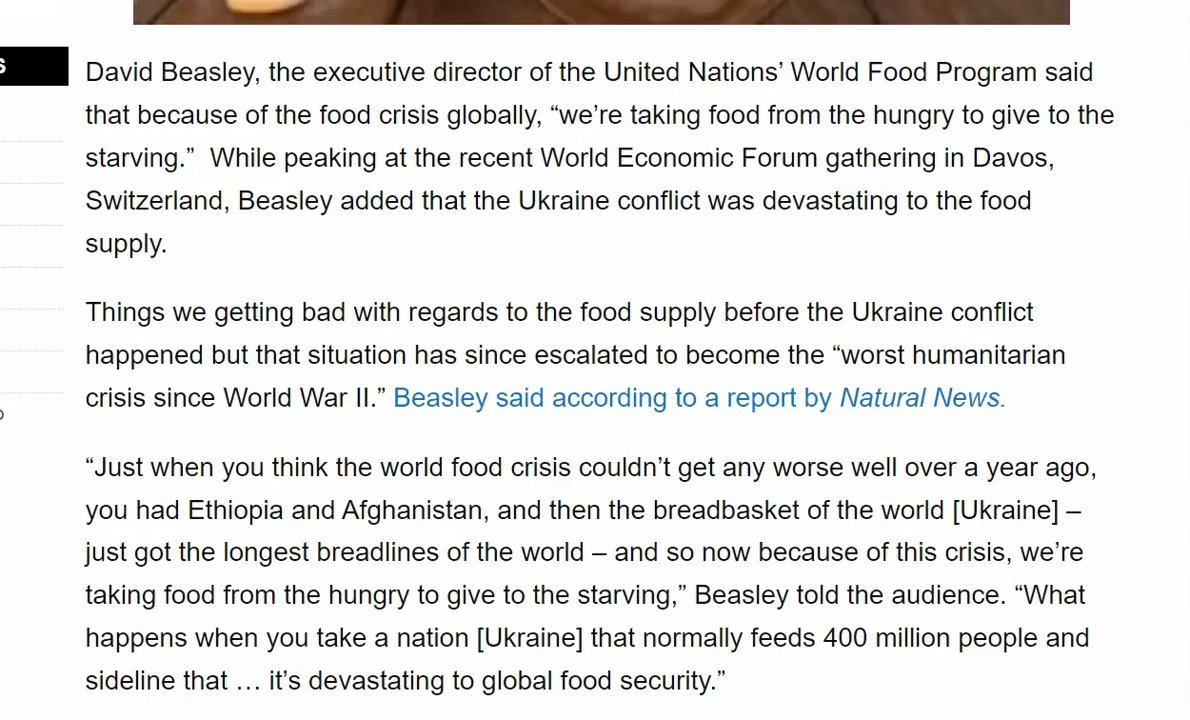 S
David Beasley, the executive director of the United Nations’ World Food Program said
that because of the food crisis globally, “we’re taking food from the hungry to give to the
starving.”  While peaking at the recent World Economic Forum gathering in Davos,
Switzerland, Beasley added that the Ukraine conflict was devastating to the food
supply.
Things we getting bad with regards to the food supply before the Ukraine conflict
happened but that situation has since escalated to become the “worst humanitarian
crisis since World War II.” Beasley said according to a report by Natural News.
“Just when you think the world food crisis couldn’t get any worse well over a year ago,
you had Ethiopia and Afghanistan, and then the breadbasket of the world [Ukraine] –
just got the longest breadlines of the world – and so now because of this crisis, we’re
taking food from the hungry to give to the starving,” Beasley told the audience. “What
happens when you take a nation [Ukraine] that normally feeds 400 million people and
sideline that … it’s devastating to global food security.”